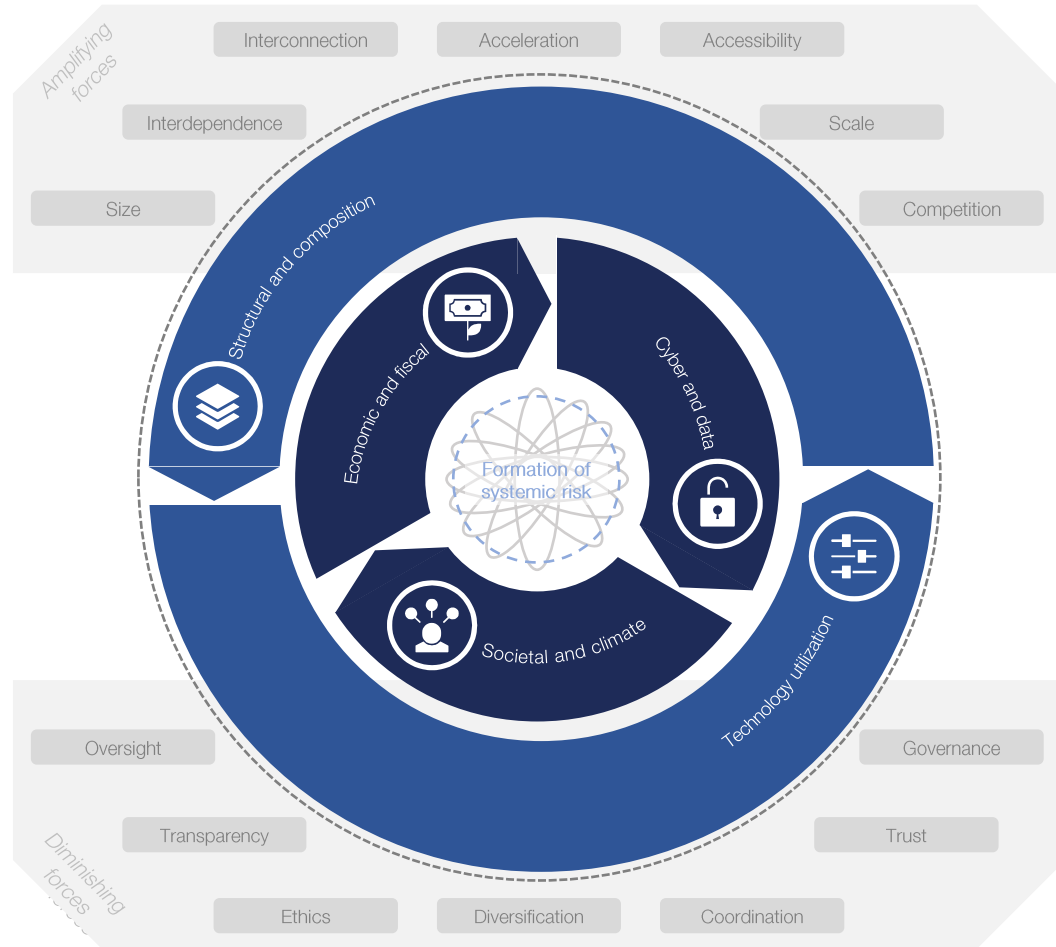 Amplifying
forces
Interconnection
Acceleration
Accessibility
Interdependence
Scale
Size
Competition
Structural and composition
Economic and fiscal
Cyber and data
Formation of
systemic risk
Societal and climate
Technology utilization
Oversight
Governance
Transparency
Trust
Diminishing
forces
Ethics
Diversification
Coordination